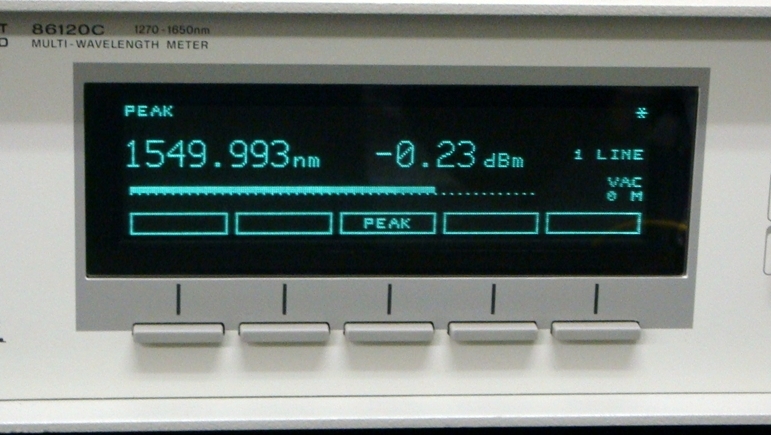 86120C 1270-1650nm
MULTI-WAVELENGTH METER
PEAK *
1549.993nm -0.23dBm 1 LINE
VAC
0 M
PEAK